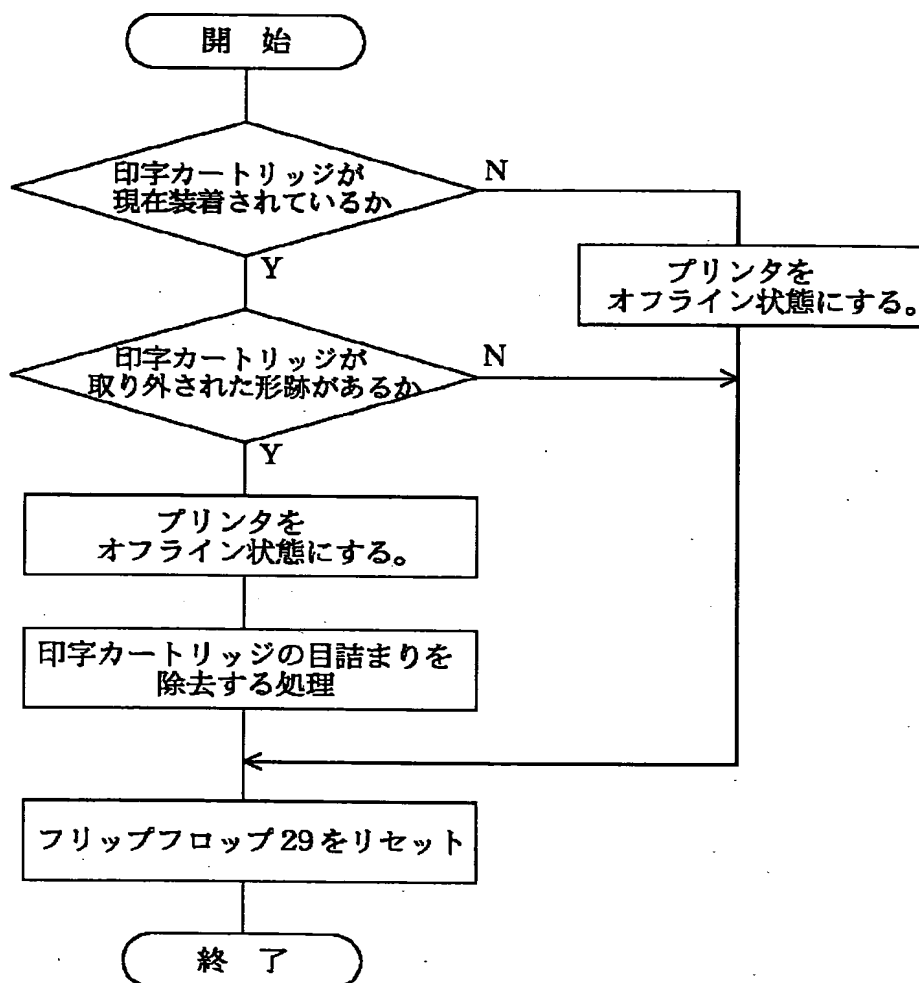 開 始
印字カートリッジが
現在装着されているか
N
Y
プリンタを
オフライン状態にする。
印字カートリッジが
取り外された形跡があるか
N
Y
プリンタを
オフライン状態にする。
印字カートリッジの目詰まりを
除去する処理
フリップフロップ29をリセット
終 了